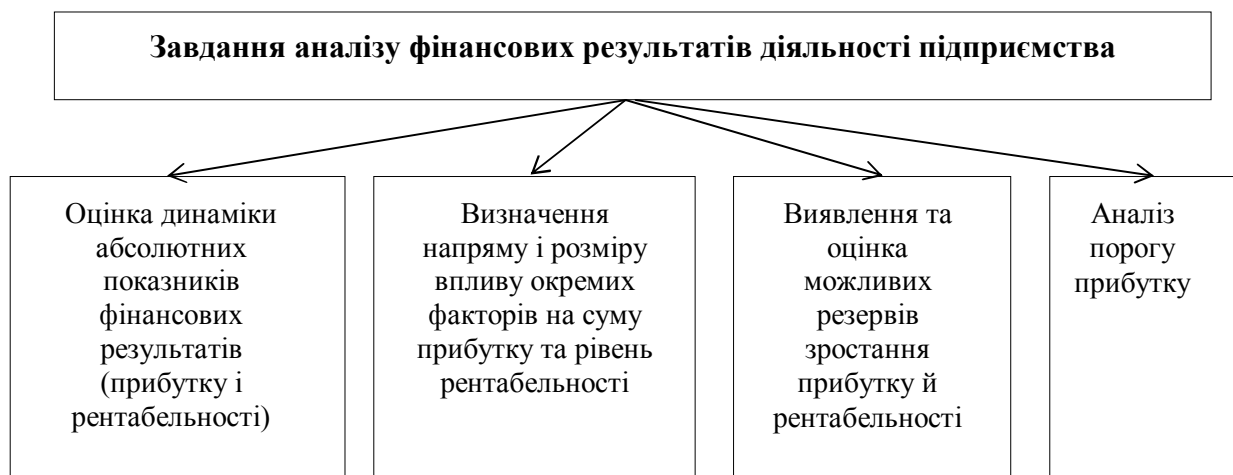 Завдання аналізу фінансових результатів діяльності підприємства
Оцінка динаміки
абсолютних
показників
фінансових
результатів
(прибутку і
рентабельності)
Визначення
напряму і розміру
впливу окремих
факторів на суму
прибутку та рівень
рентабельності
Виявлення та
оцінка
можливих
резервів
зростання
прибутку й
рентабельності
Аналіз
порогу
прибутку